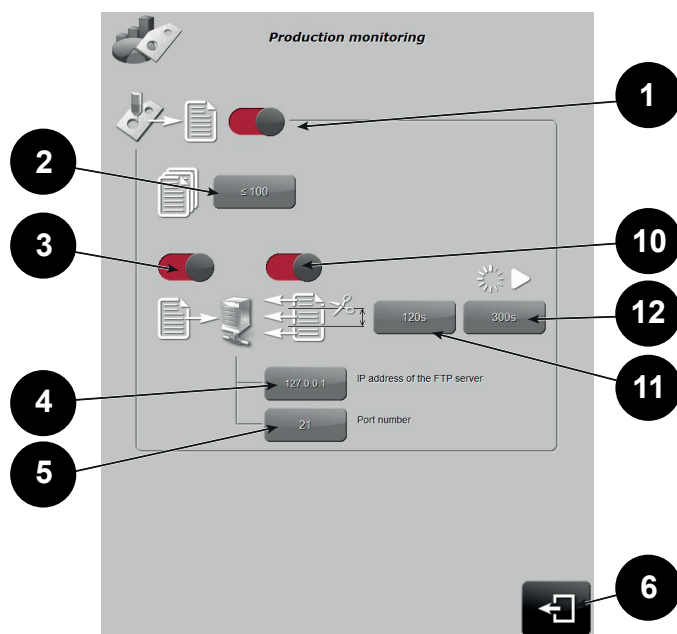 Production monitoring
1
2
≤ 100
3
10
120s
300s
12
11
4
127.0.0.1
IP address of the FTP server
5
21
Port number
6